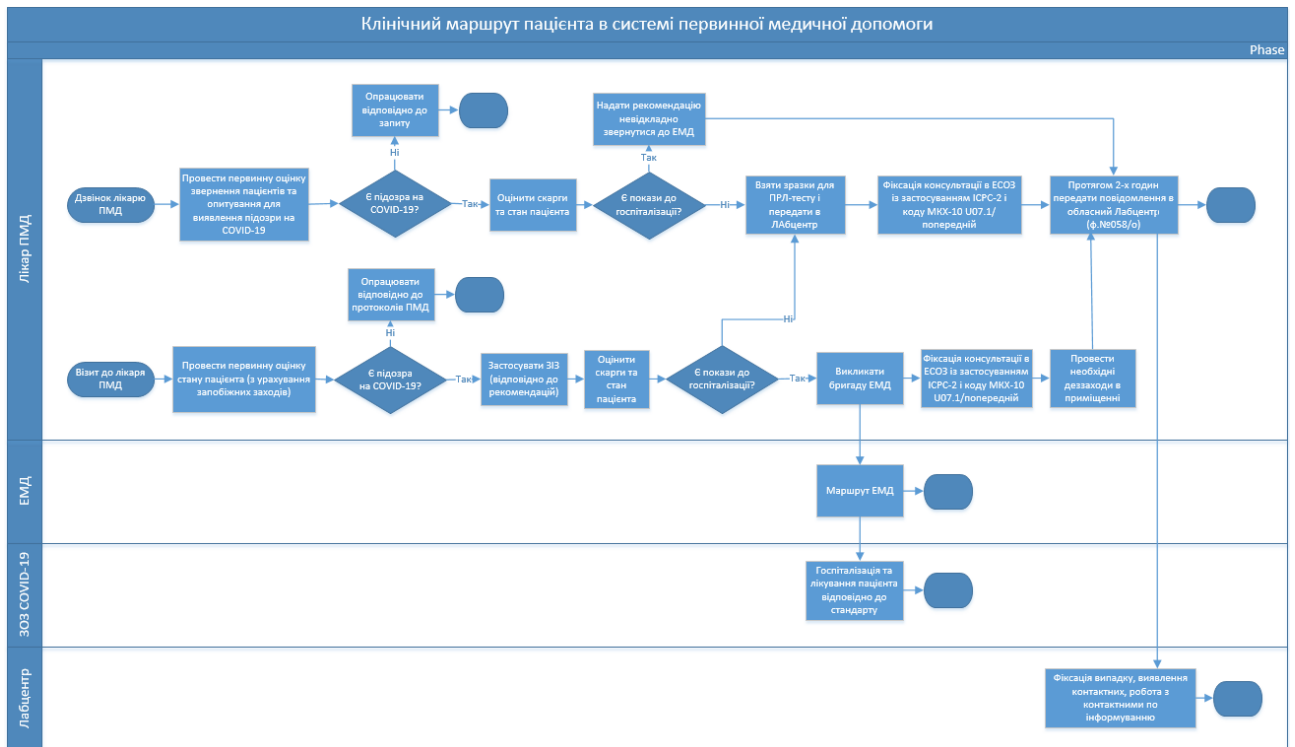 Клінічний маршрут пацієнта в системі первинної медичної допомоги
Phase
Лікар ПМД
Опрацювати
відповідно до
запиту
Надати рекомендацію
невідкладно
звернутися до ЕМД
Ні
Так
Дзвінок лікарю
ПМД
Провести первинну оцінку
звернення пацієнтів та
опитування для
виявлення підозри на
COVID-19
Є підозра на
COVID-19?
Так
Оцінити скарги
та стан пацієнта
Є покази до
госпіталізації?
Ні
Взяти зразки для
ПРЛ-тесту і
передати в
ЛАбцентр
Фіксація консультації в ЕСОЗ
із застосуванням ICPC-2 і
коду МКХ-10 U07.1/
попередній
Протягом 2-х годин
передати повідомлення в
обласний Лабцентр
(ф.№058/о)
Опрацювати
відповідно до
протоколів ПМД
Ні
Ні
Візит до лікаря
ПМД
Провести первинну оцінку
стану пацієнта (з урахування
запобіжних заходів)
Є підозра
на COVID-19?
Так
Застосувати ЗІЗ
(відповідно до
рекомендацій)
Оцінити
скарги та
стан
пацієнта
Є покази до
госпіталізації?
Так
Викликати
бригаду ЕМД
Фіксація консультації в
ЕСОЗ із застосуванням
ICPC-2 і коду МКХ-10
U07.1/попередній
Провести
необхідні
деззаходи в
приміщенні
ЕМД
Маршрут ЕМД
ЗОЗ COVID-19
Госпіталізація та
лікування пацієнта
відповідно до
стандарту
Лабцентр
Фіксація випадку, виявлення
контактних, робота з
контактними по
інформуванню